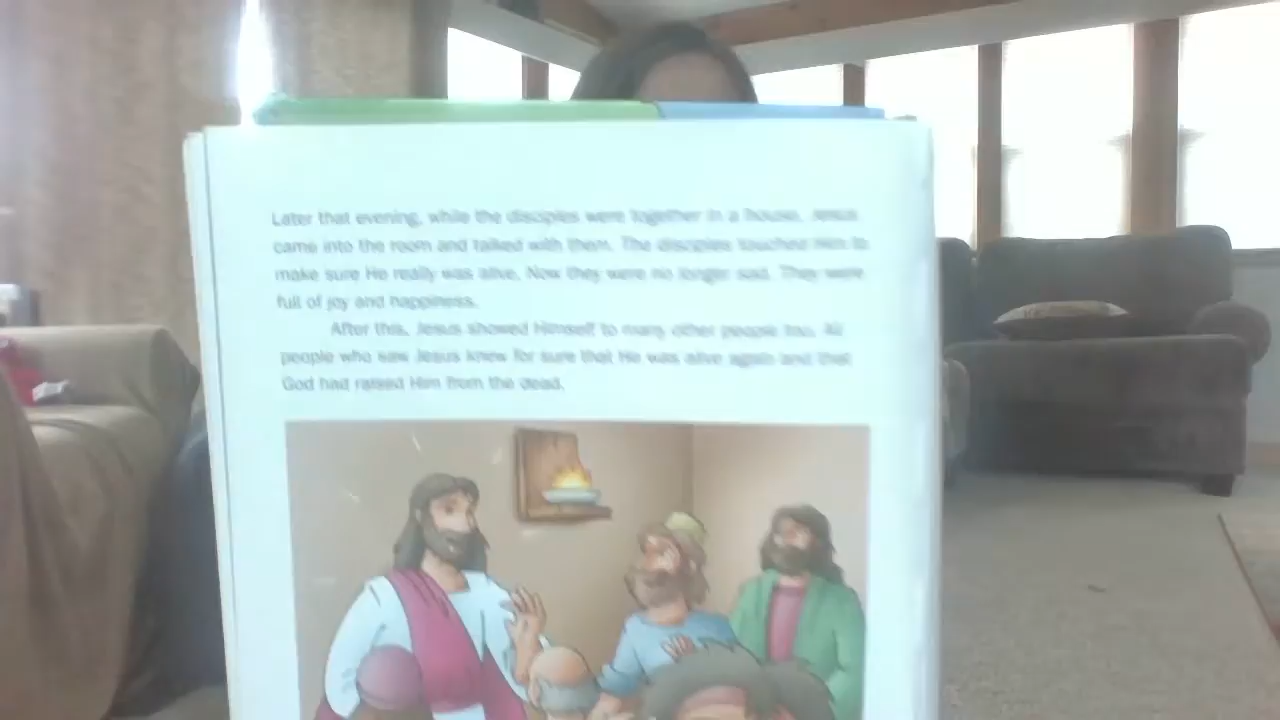 Later that evening, while the disciples were together in a house, Jesus
came into the room and talked with them. The disciples touched Him to
make sure He really was alive. Now they were no longer sad. They were
full of joy and happiness.
After this, Jesus showed Himself to many other people too. All
people who saw Jesus knew for sure that He was alive again and that
God had raised Him from the dead.